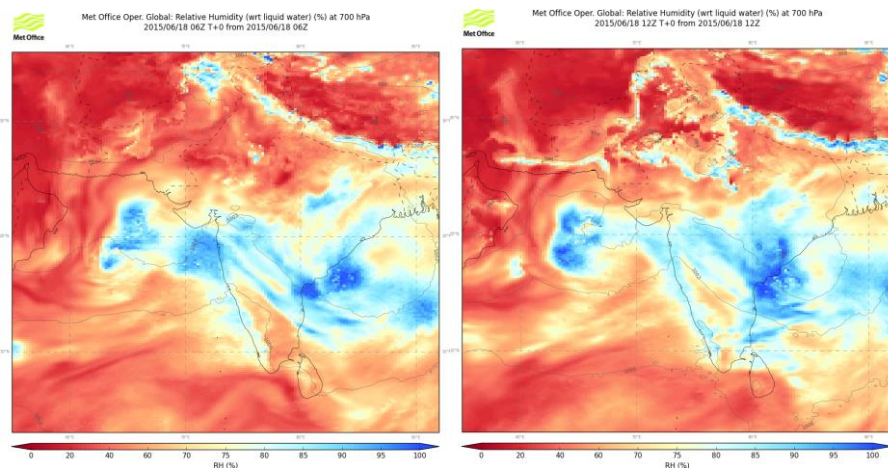 Met Office
Met Office Oper. Global: Relative Humidity (wrt liquid water) (%) at 700 hPa
2015/06/18 06Z T+0 from 2015/06/18 06Z
0 20 40 60 70 75 80 85 90 95 100
RH (%)
Met Office
Met Office Oper. Global: Relative Humidity (wrt liquid water) (%) at 700 hPa
2015/06/18 12Z T+0 from 2015/06/18 12Z
0 20 40 60 70 75 80 85 90 95 100
RH (%)